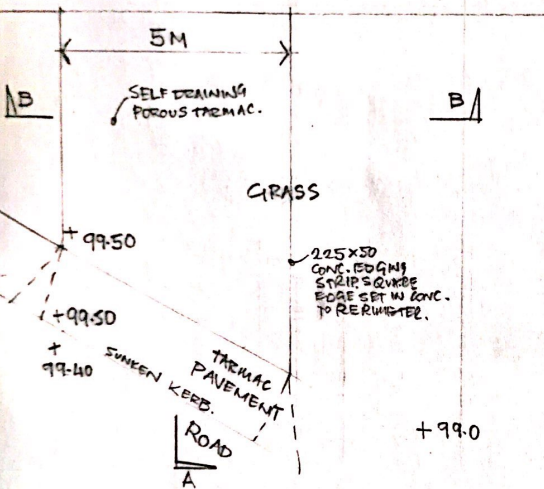 5M
B
SELF DRAINING
POROUS TARMAC.
B
GRASS
+ 99.50
225X50
CONC. EDGING
STRIP SQUARE
EDGE SET IN CONC.
TO PERIMETER.
+99.50
+
99.40
SUNKEN KERB.
TARMAC
PAVEMENT
ROAD
A
+99.0